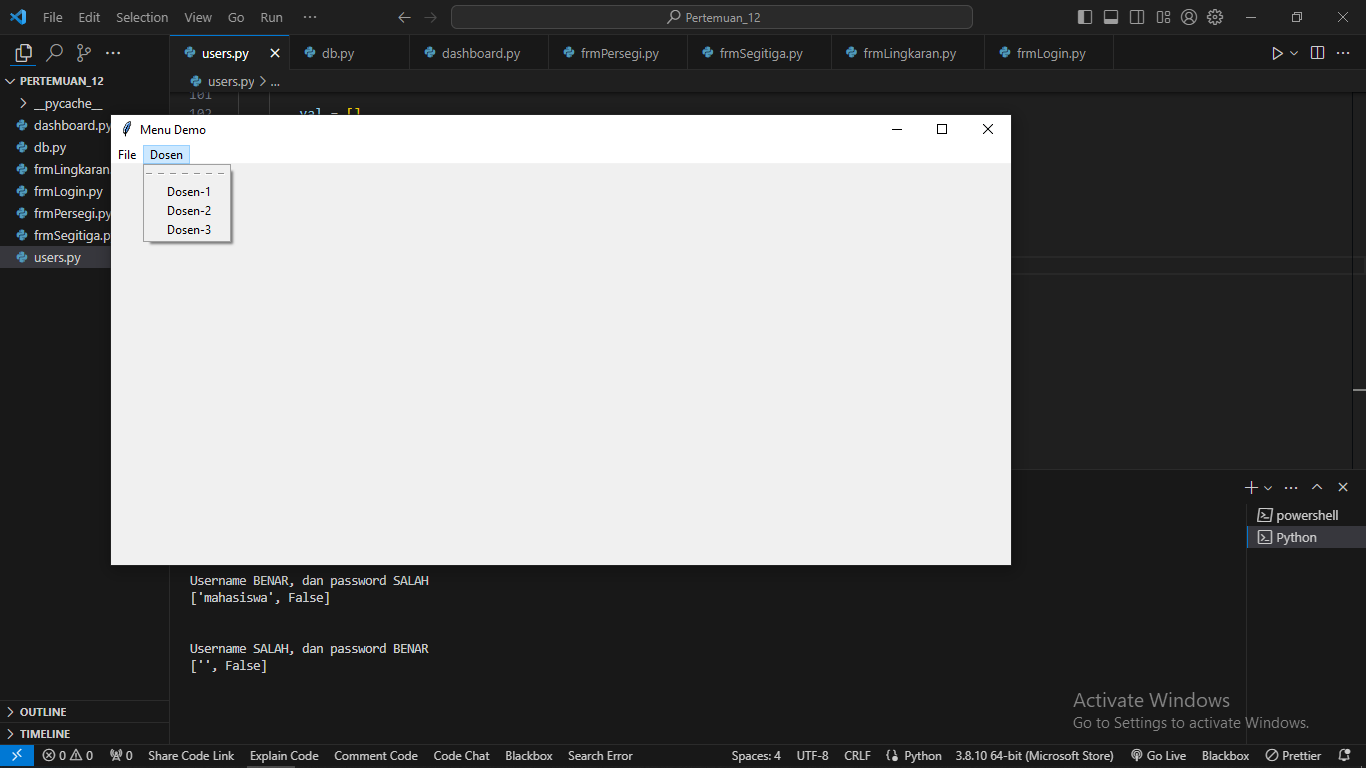 File Edit Selection View Go Run ··· Pertemuan_12
users.py db.py dashboard.py frmPersegi.py frmSegitiga.py frmLingkaran.py frmLogin.py
PERTEMUAN_12
users.py > ...
101
__pycache__
102 val = []
dashboard.py
db.py
frmLingkaran
frmLogin.py
frmPersegi.py
frmSegitiga.p
users.py
Menu Demo
File Dosen
Dosen-1
Dosen-2
Dosen-3
powershell
Python
Username BENAR, dan password SALAH
['mahasiswa', False]
Username SALAH, dan password BENAR
['', False]
Activate Windows
Go to Settings to activate Windows.
OUTLINE
TIMELINE
0 0 0 Share Code Link Explain Code Comment Code Code Chat Blackbox Search Error Spaces: 4 UTF-8 CRLF Python 3.8.10 64-bit (Microsoft Store) Go Live Blackbox Prettier